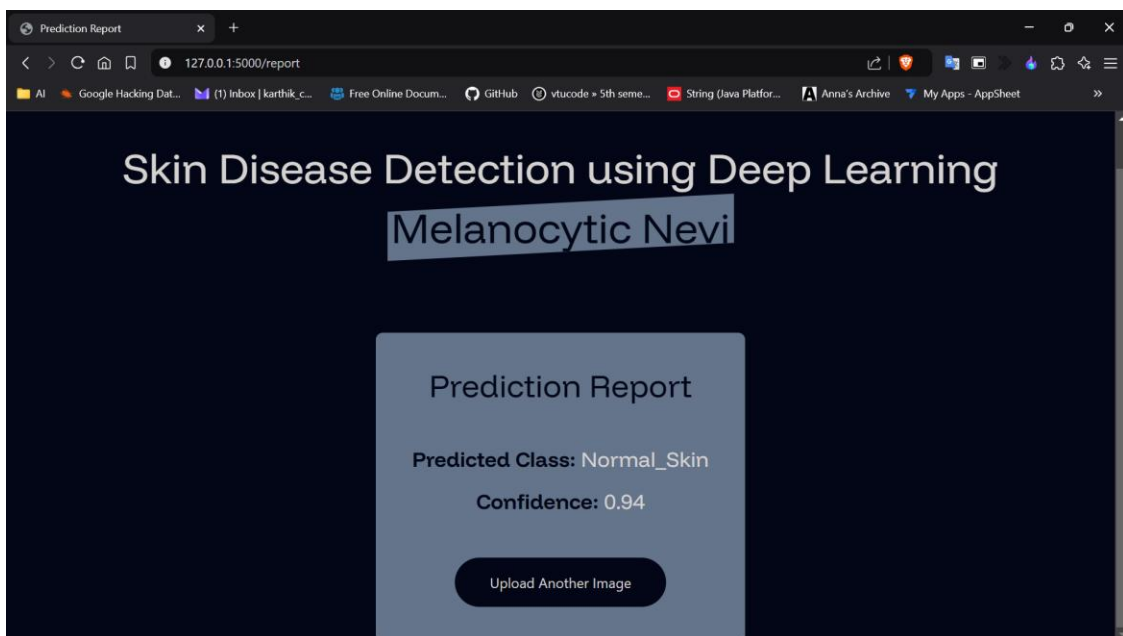 Prediction Report
127.0.0.1:5000/report
AI Google Hacking Dat... (1) Inbox | karthik_c... Free Online Docum... GitHub vtucode » 5th seme... String (Java Platfor... Anna's Archive My Apps - AppSheet »
Skin Disease Detection using Deep Learning
Melanocytic Nevi
Prediction Report
Predicted Class: Normal_Skin
Confidence: 0.94
Upload Another Image